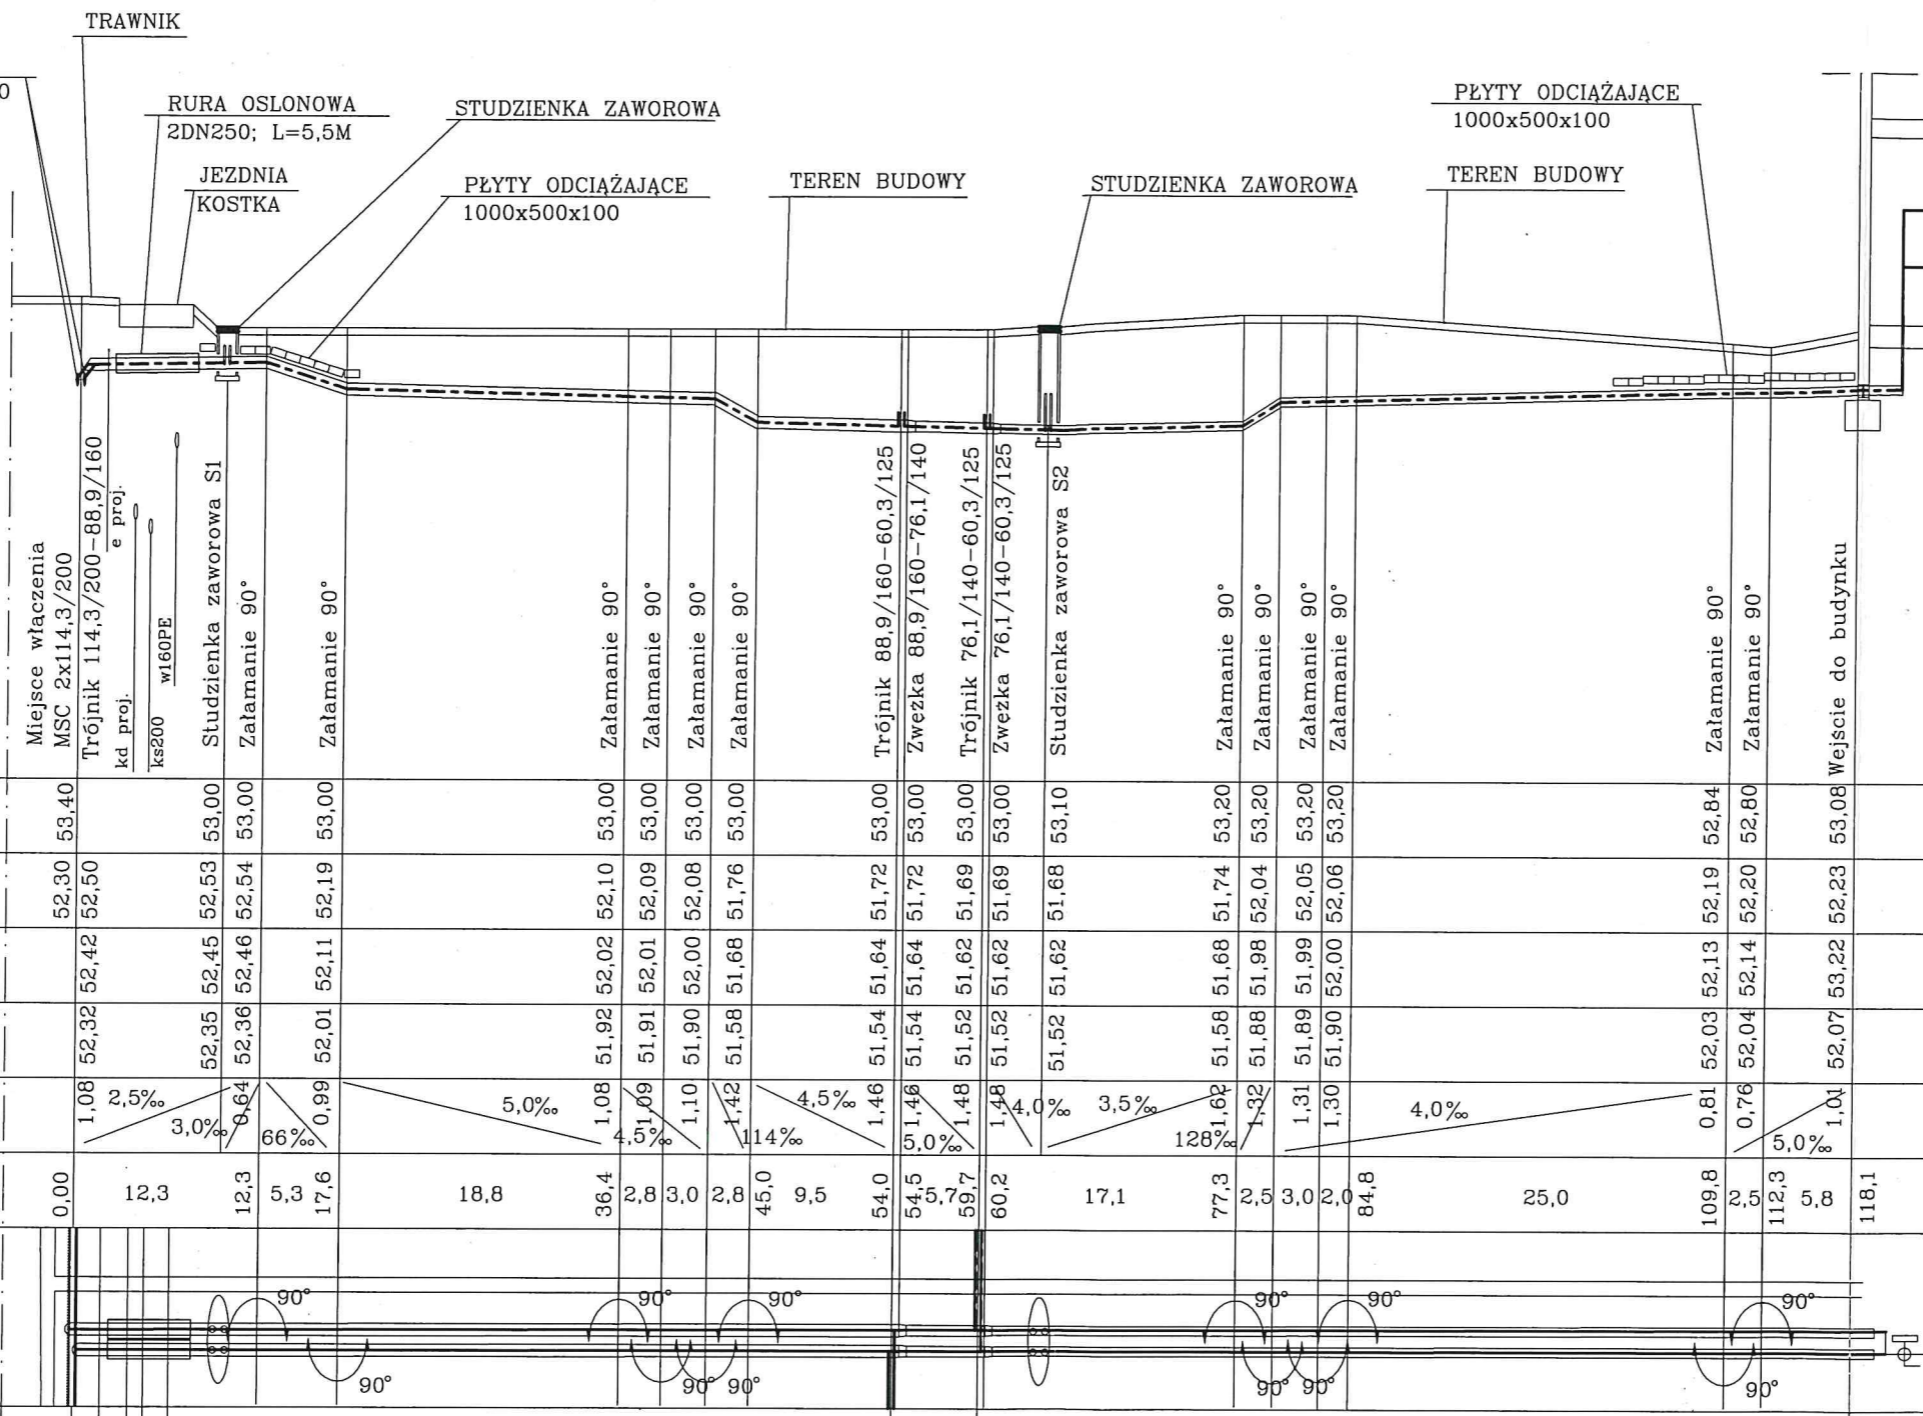 TRAWNIK
0
RURA OSLONOWA
2DN250; L=5,5M
STUDZIENKA ZAWOROWA
PŁYTY ODCIĄŻAJĄCE
1000x500x100
JEZDNIA
KOSTKA
PŁYTY ODCIĄŻAJĄCE
1000x500x100
TEREN BUDOWY
STUDZIENKA ZAWOROWA
TEREN BUDOWY
Miejsce włączenia
MSC 2x114,3/200
Trójnik 114,3/200-88,9/160
e proj.
kd proj.
ks200
w160PE
Studzienka zaworowa S1
Załamanie 90°
Załamanie 90°
Załamanie 90°
Załamanie 90°
Załamanie 90°
Załamanie 90°
Trójnik 88,9/160-60,3/125
Zwężka 88,9/160-76,1/140
Trójnik 76,1/140-60,3/125
Zwężka 76,1/140-60,3/125
Studzienka zaworowa S2
Załamanie 90°
Załamanie 90°
Załamanie 90°
Załamanie 90°
Załamanie 90°
Załamanie 90°
Wejście do budynku
53,40 53,00 53,00 53,00 53,00 53,00 53,00 53,00 53,00 53,00 53,00 53,00 53,10 53,20 53,20 53,20 53,20 52,84 52,80 53,08
52,30 52,50 52,53 52,54 52,19 52,10 52,09 52,08 51,76 51,72 51,72 51,69 51,69 51,68 51,74 52,04 52,05 52,06 52,19 52,20 52,23
52,42 52,45 52,46 52,11 52,02 52,01 52,00 51,68 51,64 51,64 51,62 51,62 51,62 51,68 51,98 51,99 52,00 52,13 52,14 53,22
52,32 52,35 52,36 52,01 51,92 51,91 51,90 51,58 51,54 51,54 51,52 51,52 51,52 51,58 51,88 51,89 51,90 52,03 52,04 52,07
1,08 2,5‰ 3,0‰ 0,64 66‰ 0,99 5,0‰ 1,08 4,5‰ 1,09 1,10 1,42 114‰ 4,5‰ 1,46 1,46 5,0‰ 1,48 1,48 4,0‰ 3,5‰ 128‰ 1,62 1,32 1,31 1,30 4,0‰ 0,81 0,76 5,0‰ 1,01
0,00 12,3 12,3 5,3 17,6 18,8 36,4 2,8 3,0 2,8 45,0 9,5 54,0 54,5 5,7 59,7 60,2 17,1 77,3 2,5 3,0 2,0 84,8 25,0 109,8 2,5 112,3 5,8 118,1
90° 90° 90° 90° 90° 90°
90° 90° 90° 90° 90° 90°